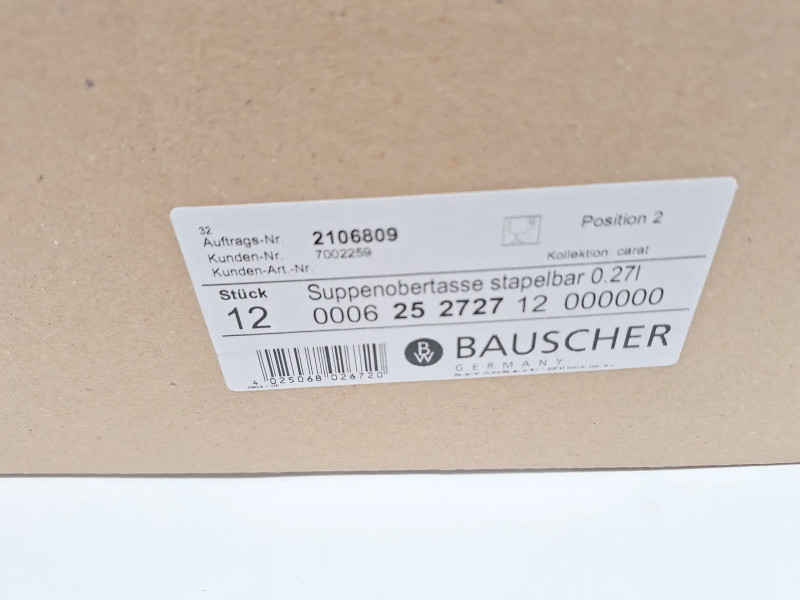 32
Auftrags-Nr. 2106809
Position 2
Kunden-Nr. 7002259
Kollektion: carat
Kunden-Art.-Nr.
Stück
12
Suppenobertasse stapelbar 0.27l
0006 25 2727 12 000000
BW BAUSCHER
GERMANY
4 025068 026720